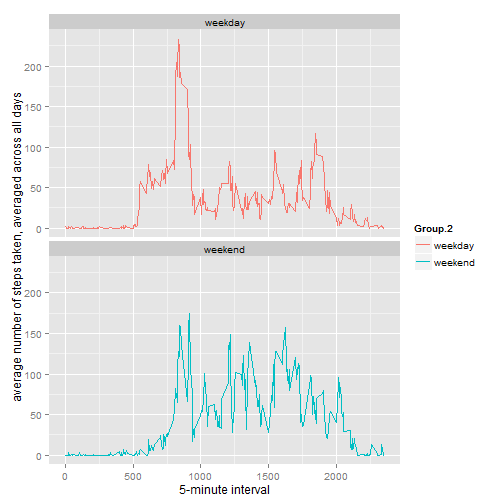 weekday
200
150
100
50
0
weekend
200
150
100
50
0
0
500
1000
1500
2000
5-minute interval
average number of steps taken, averaged across all days
Group.2
weekday
weekend